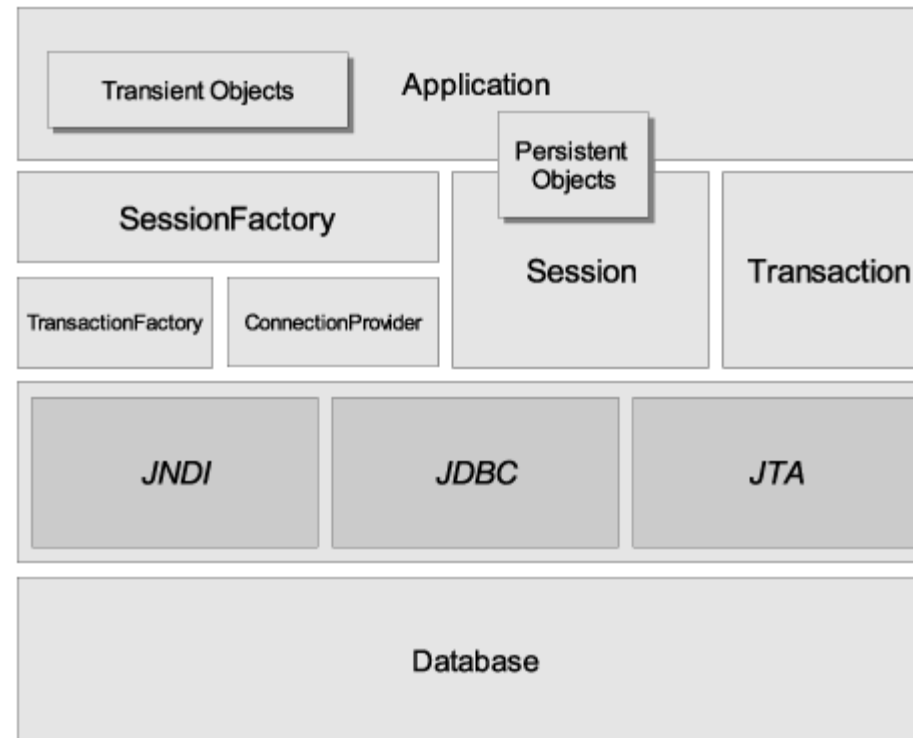 Transient Objects
Application
Persistent
Objects
SessionFactory
Session
Transaction
TransactionFactory
ConnectionProvider
JNDI
JDBC
JTA
Database